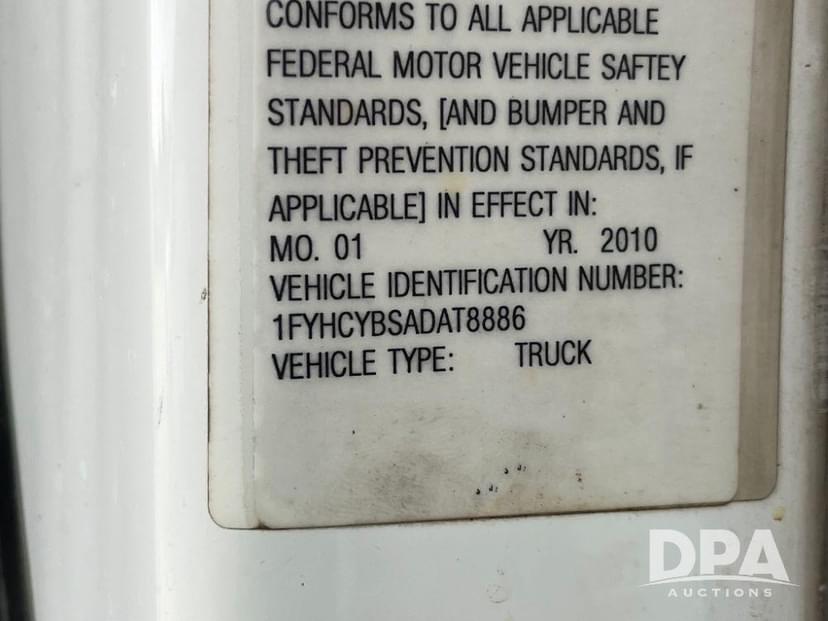 CONFORMS TO ALL APPLICABLE
FEDERAL MOTOR VEHICLE SAFTEY
STANDARDS, [AND BUMPER AND
THEFT PREVENTION STANDARDS, IF
APPLICABLE] IN EFFECT IN:
MO. 01 YR. 2010
VEHICLE IDENTIFICATION NUMBER:
1FYHCYBSADAT8886
VEHICLE TYPE: TRUCK
DPA
AUCTIONS